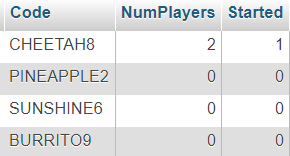 Code NumPlayers Started
CHEETAH8 2 1
PINEAPPLE2 0 0
SUNSHINE6 0 0
BURRITO9 0 0